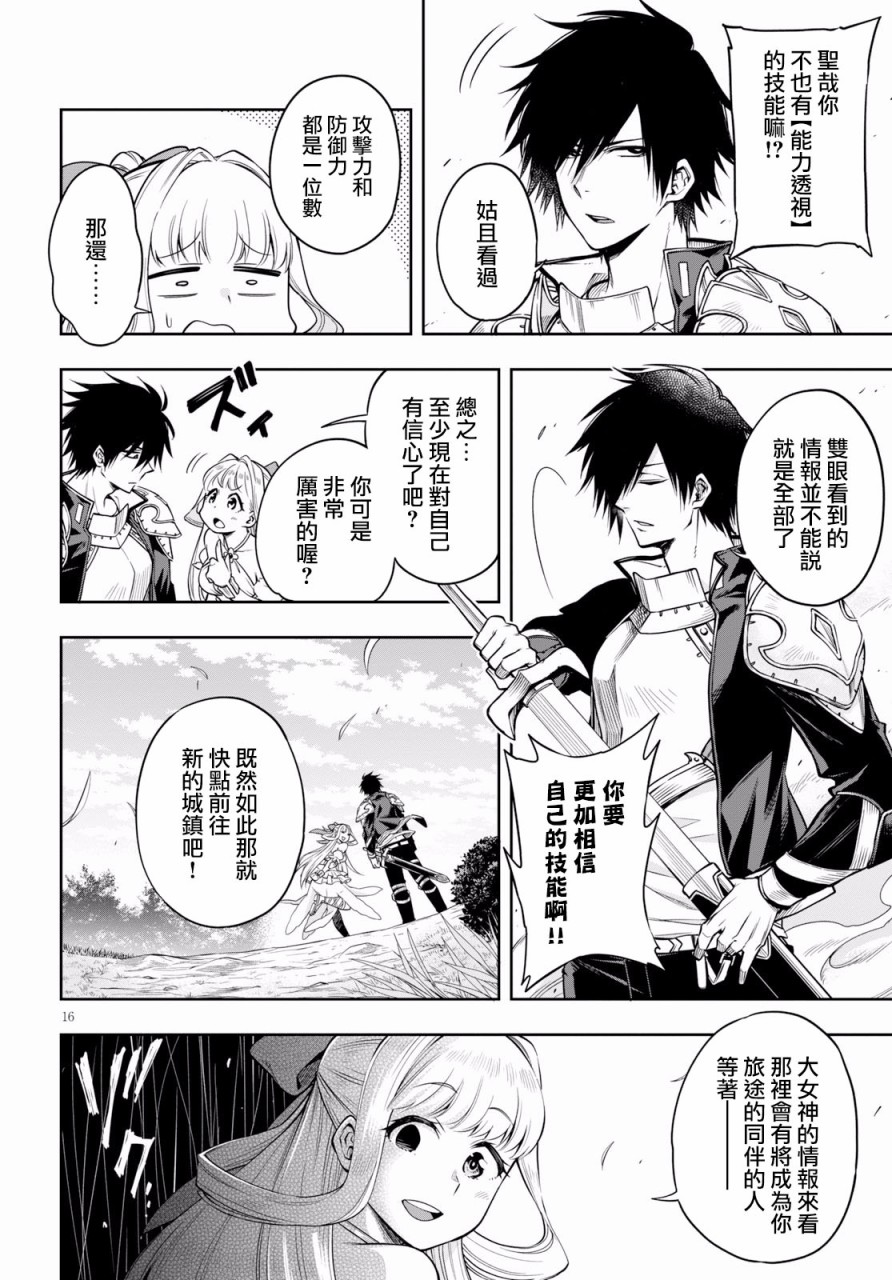 聖哉你
不也有【能力透視】
的技能嘛!?
姑且看過
攻擊力和
防御力
都是一位數
那還……
雙眼看到的
情報並不能說
就是全部了
你要
更加相信
自己的技能啊!!
總之…
至少現在對自己
有信心了吧?
你可是
非常
厲害的喔?
ズイ
既然如此那就
快點前往
新的城鎮吧!
16
大女神的情報來看
那裡會有將成為你
旅途的同伴的人
等著——